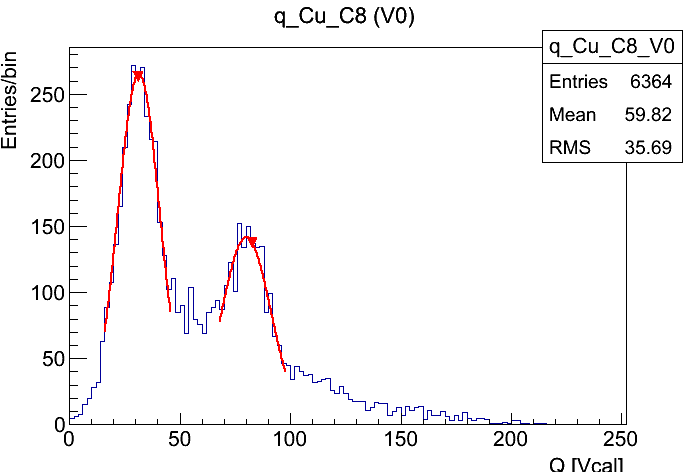 q_Cu_C8 (V0)
q_Cu_C8_V0
Entries 6364
Mean 59.82
RMS 35.69
Entries/bin
250
200
150
100
50
0
0 50 100 150 200 250
Q [Vcal]